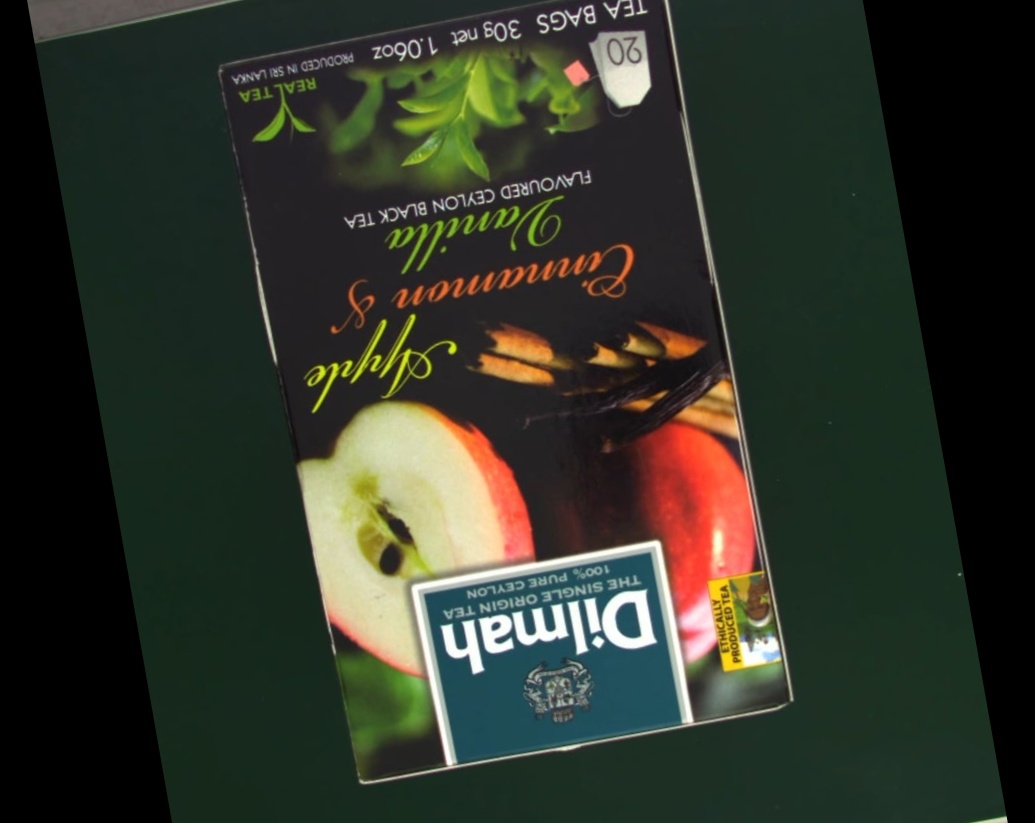 Dilmah
THE SINGLE ORIGIN TEA
100% PURE CEYLON
ETHICALLY
PRODUCED TEA
Apple
Cinnamon &
Vanilla
FLAVOURED CEYLON BLACK TEA
REAL TEA
PRODUCED IN SRI LANKA
20
TEA BAGS 30g net 1.06oz